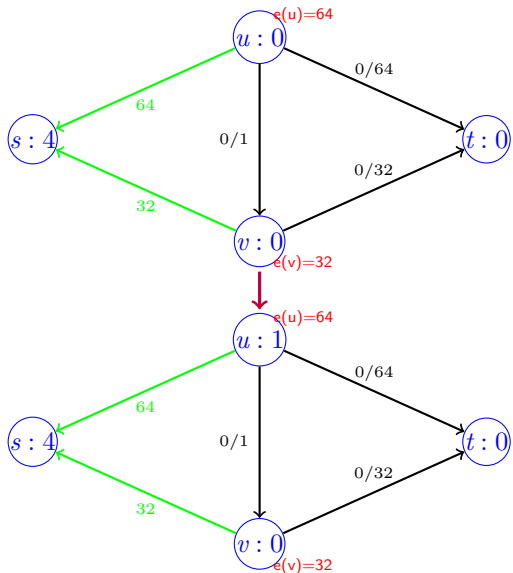 e(u)=64
u : 0
0/64
64
s : 4
0/1
t : 0
0/32
32
v : 0
e(v)=32
e(u)=64
u : 1
0/64
64
s : 4
0/1
t : 0
0/32
32
v : 0
e(v)=32